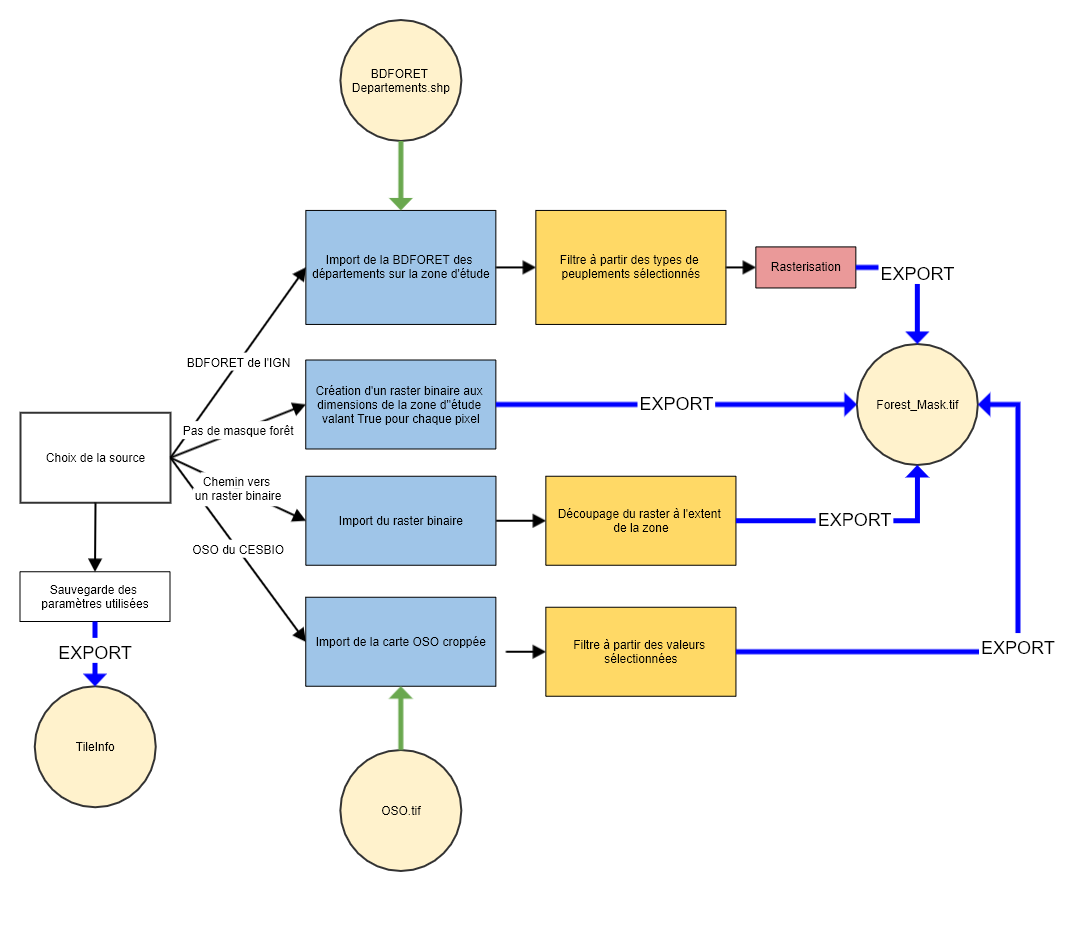 BDFORET
Departements.shp
Import de la BDFORET des
départements sur la zone d'étude
Filtre à partir des types de
peuplements sélectionnés
Rasterisation
EXPORT
BDFORET de l'IGN
Création d'un raster binaire aux
dimensions de la zone d"étude
valant True pour chaque pixel
EXPORT
Forest_Mask.tif
Pas de masque forêt
Choix de la source
Chemin vers
un raster binaire
Import du raster binaire
Découpage du raster à l'extent
de la zone
EXPORT
OSO du CESBIO
Sauvegarde des
paramètres utilisées
Import de la carte OSO croppée
Filtre à partir des valeurs
sélectionnées
EXPORT
EXPORT
TileInfo
OSO.tif